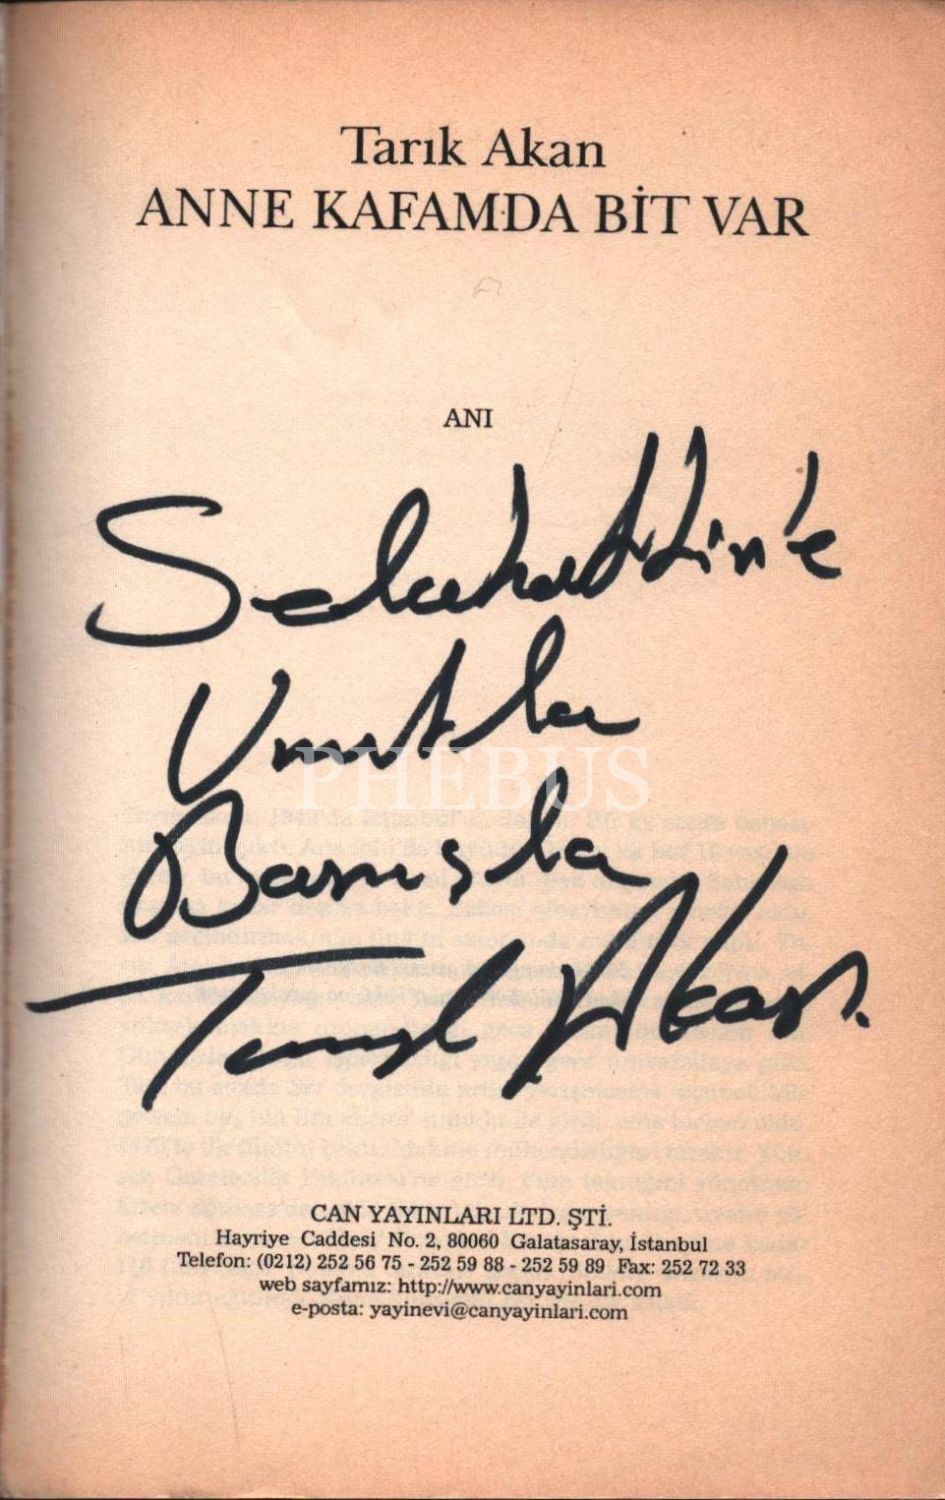 Tarık Akan
ANNE KAFAMDA BİT VAR
ANI
Selahaddin'e
Umutla
PHEBUS
Barışla
Tarık Akan.
CAN YAYINLARI LTD. ŞTİ.
Hayriye Caddesi No. 2, 80060 Galatasaray, İstanbul
Telefon: (0212) 252 56 75 - 252 59 88 - 252 59 89 Fax: 252 72 33
web sayfamız: http://www.canyayinlari.com
e-posta: yayinevi@canyayinlari.com